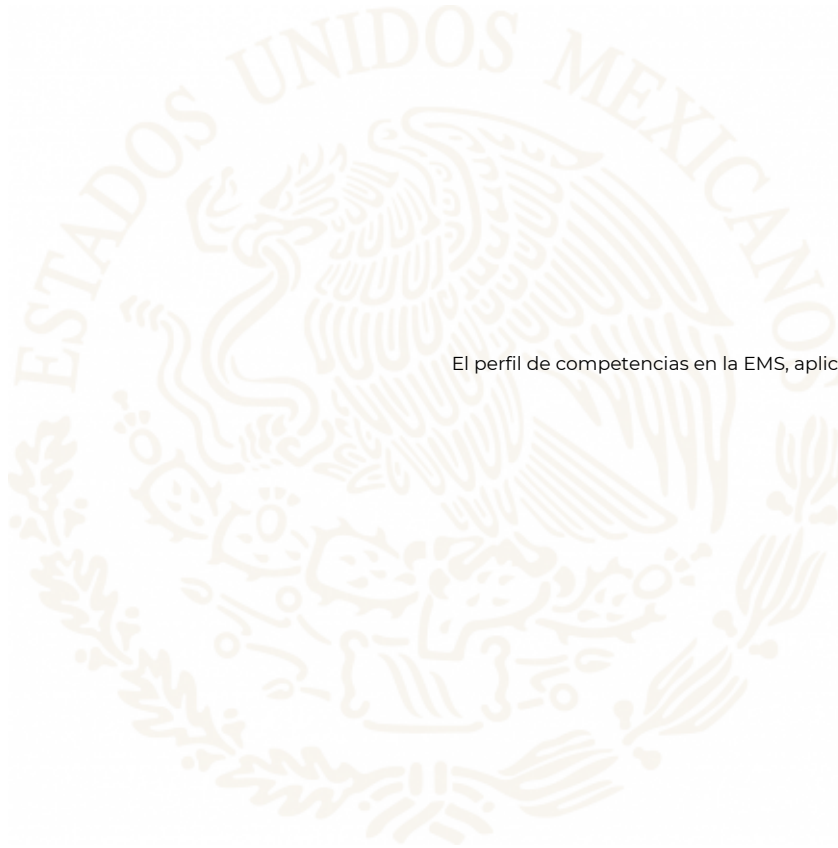 ESTADOS UNIDOS MEXICANOS
El perfil de competencias en la EMS, aplic